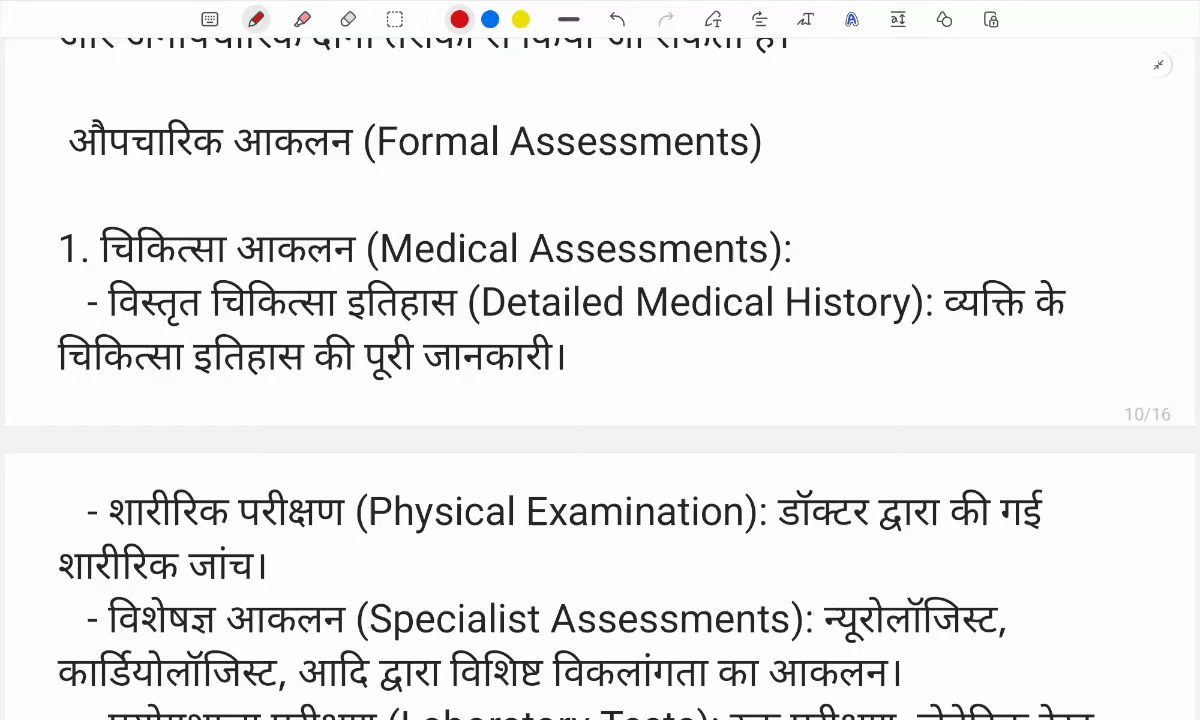 औपचारिक आकलन (Formal Assessments)
1. चिकित्सा आकलन (Medical Assessments):
- विस्तृत चिकित्सा इतिहास (Detailed Medical History): व्यक्ति के
चिकित्सा इतिहास की पूरी जानकारी।
10/16
- शारीरिक परीक्षण (Physical Examination): डॉक्टर द्वारा की गई
शारीरिक जांच।
- विशेषज्ञ आकलन (Specialist Assessments): न्यूरोलॉजिस्ट,
कार्डियोलॉजिस्ट, आदि द्वारा विशिष्ट विकलांगता का आकलन।